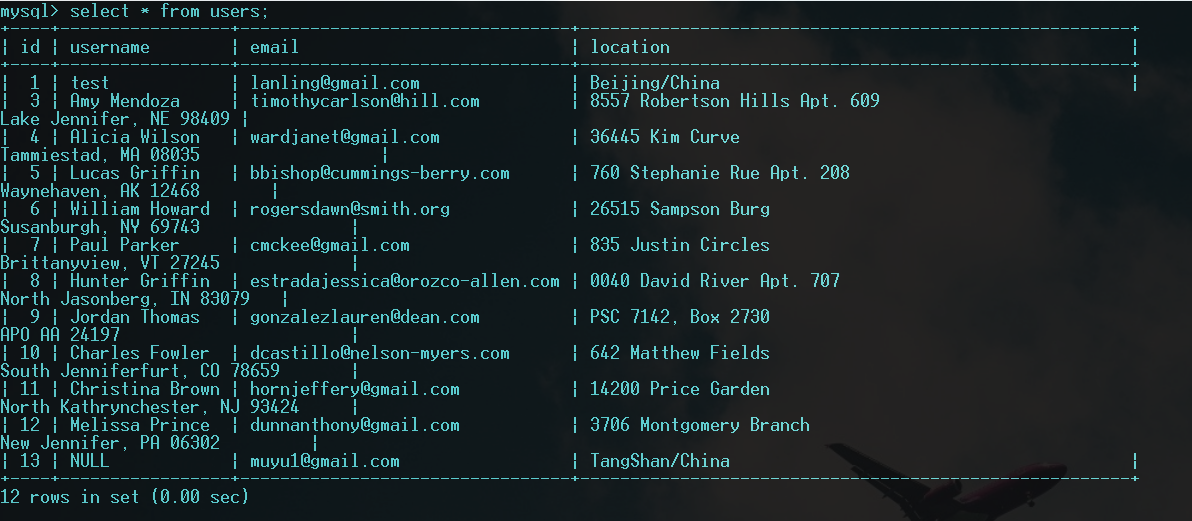 mysql> select * from users;
+----+-----------------+----------------------------------+-------------------------------------------------------+
| id | username        | email                            | location                                              |
+----+-----------------+----------------------------------+-------------------------------------------------------+
|  1 | test            | lanling@gmail.com                | Beijing/China                                         |
|  3 | Amy Mendoza     | timothycarlson@hill.com          | 8557 Robertson Hills Apt. 609
Lake Jennifer, NE 98409 |
|  4 | Alicia Wilson   | wardjanet@gmail.com              | 36445 Kim Curve
Tammiestad, MA 08035                  |
|  5 | Lucas Griffin   | bbishop@cummings-berry.com       | 760 Stephanie Rue Apt. 208
Waynehaven, AK 12468       |
|  6 | William Howard  | rogersdawn@smith.org             | 26515 Sampson Burg
Susanburgh, NY 69743               |
|  7 | Paul Parker     | cmckee@gmail.com                 | 835 Justin Circles
Brittanyview, VT 27245             |
|  8 | Hunter Griffin  | estradajessica@orozco-allen.com | 0040 David River Apt. 707
North Jasonberg, IN 83079   |
|  9 | Jordan Thomas   | gonzalezlauren@dean.com          | PSC 7142, Box 2730
APO AA 24197                       |
| 10 | Charles Fowler  | dcastillo@nelson-myers.com       | 642 Matthew Fields
South Jenniferfurt, CO 78659       |
| 11 | Christina Brown | hornjeffery@gmail.com            | 14200 Price Garden
North Kathrynchester, NJ 93424     |
| 12 | Melissa Prince  | dunnanthony@gmail.com            | 3706 Montgomery Branch
New Jennifer, PA 06302         |
| 13 | NULL            | muyu1@gmail.com                  | TangShan/China                                        |
+----+-----------------+----------------------------------+-------------------------------------------------------+
12 rows in set (0.00 sec)